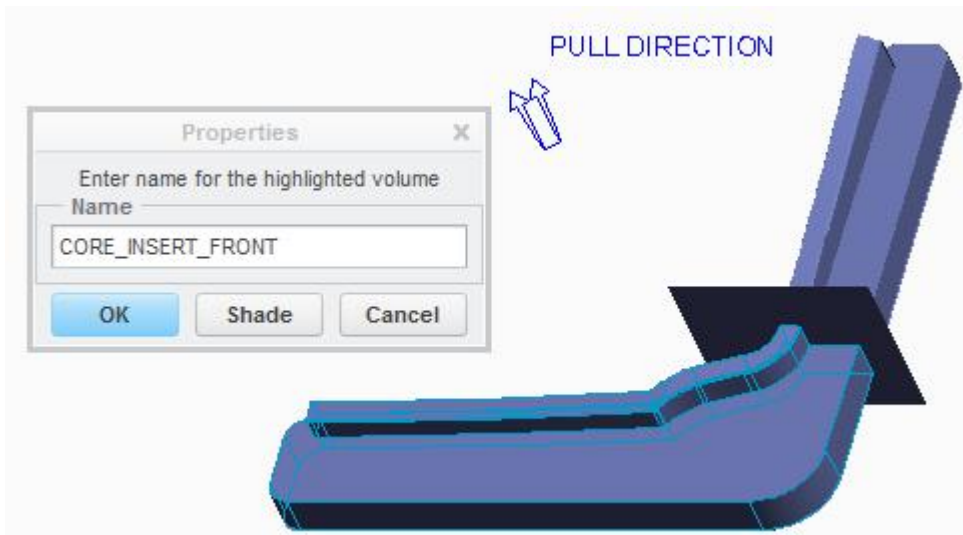 PULL DIRECTION
Properties X
Enter name for the highlighted volume
Name
CORE_INSERT_FRONT
OK Shade Cancel